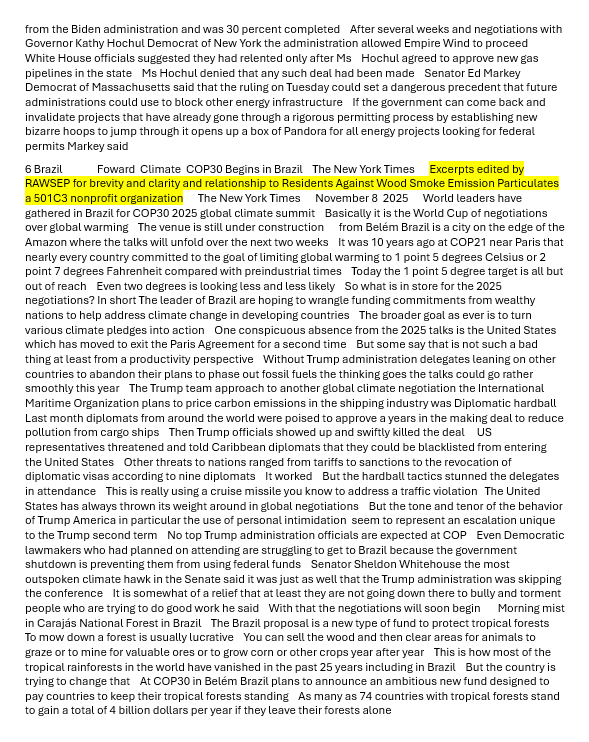 from the Biden administration and was 30 percent completed    After several weeks and negotiations with
Governor Kathy Hochul Democrat of New York the administration allowed Empire Wind to proceed
White House officials suggested they had relented only after Ms    Hochul agreed to approve new gas
pipelines in the state    Ms Hochul denied that any such deal had been made    Senator Ed Markey
Democrat of Massachusetts said that the ruling on Tuesday could set a dangerous precedent that future
administrations could use to block other energy infrastructure    If the government can come back and
invalidate projects that have already gone through a rigorous permitting process by establishing new
bizarre hoops to jump through it opens up a box of Pandora for all energy projects looking for federal
permits Markey said
6 Brazil          Foward  Climate  COP30 Begins in Brazil    The New York Times    Excerpts edited by
RAWSEP for brevity and clarity and relationship to Residents Against Wood Smoke Emission Particulates
a 501C3 nonprofit organization    The New York Times    November 8  2025    World leaders have
gathered in Brazil for COP30 2025 global climate summit    Basically it is the World Cup of negotiations
over global warming    The venue is still under construction    from Belém Brazil is a city on the edge of the
Amazon where the talks will unfold over the next two weeks    It was 10 years ago at COP21 near Paris that
nearly every country committed to the goal of limiting global warming to 1 point 5 degrees Celsius or 2
point 7 degrees Fahrenheit compared with preindustrial times    Today the 1 point 5 degree target is all but
out of reach    Even two degrees is looking less and less likely    So what is in store for the 2025
negotiations? In short The leader of Brazil are hoping to wrangle funding commitments from wealthy
nations to help address climate change in developing countries    The broader goal as ever is to turn
various climate pledges into action    One conspicuous absence from the 2025 talks is the United States
which has moved to exit the Paris Agreement for a second time    But some say that is not such a bad
thing at least from a productivity perspective    Without Trump administration delegates leaning on other
countries to abandon their plans to phase out fossil fuels the thinking goes the talks could go rather
smoothly this year    The Trump team approach to another global climate negotiation the International
Maritime Organization plans to price carbon emissions in the shipping industry was Diplomatic hardball
Last month diplomats from around the world were poised to approve a years in the making deal to reduce
pollution from cargo ships    Then Trump officials showed up and swiftly killed the deal    US
representatives threatened and told Caribbean diplomats that they could be blacklisted from entering
the United States    Other threats to nations ranged from tariffs to sanctions to the revocation of
diplomatic visas according to nine diplomats    It worked    But the hardball tactics stunned the delegates
in attendance    This is really using a cruise missile you know to address a traffic violation  The United
States has always thrown its weight around in global negotiations    But the tone and tenor of the behavior
of Trump America in particular the use of personal intimidation  seem to represent an escalation unique
to the Trump second term    No top Trump administration officials are expected at COP    Even Democratic
lawmakers who had planned on attending are struggling to get to Brazil because the government
shutdown is preventing them from using federal funds    Senator Sheldon Whitehouse the most
outspoken climate hawk in the Senate said it was just as well that the Trump administration was skipping
the conference    It is somewhat of a relief that at least they are not going down there to bully and torment
people who are trying to do good work he said    With that the negotiations will soon begin    Morning mist
in Carajás National Forest in Brazil    The Brazil proposal is a new type of fund to protect tropical forests
To mow down a forest is usually lucrative    You can sell the wood and then clear areas for animals to
graze or to mine for valuable ores or to grow corn or other crops year after year    This is how most of the
tropical rainforests in the world have vanished in the past 25 years including in Brazil    But the country is
trying to change that    At COP30 in Belém Brazil plans to announce an ambitious new fund designed to
pay countries to keep their tropical forests standing    As many as 74 countries with tropical forests stand
to gain a total of 4 billion dollars per year if they leave their forests alone